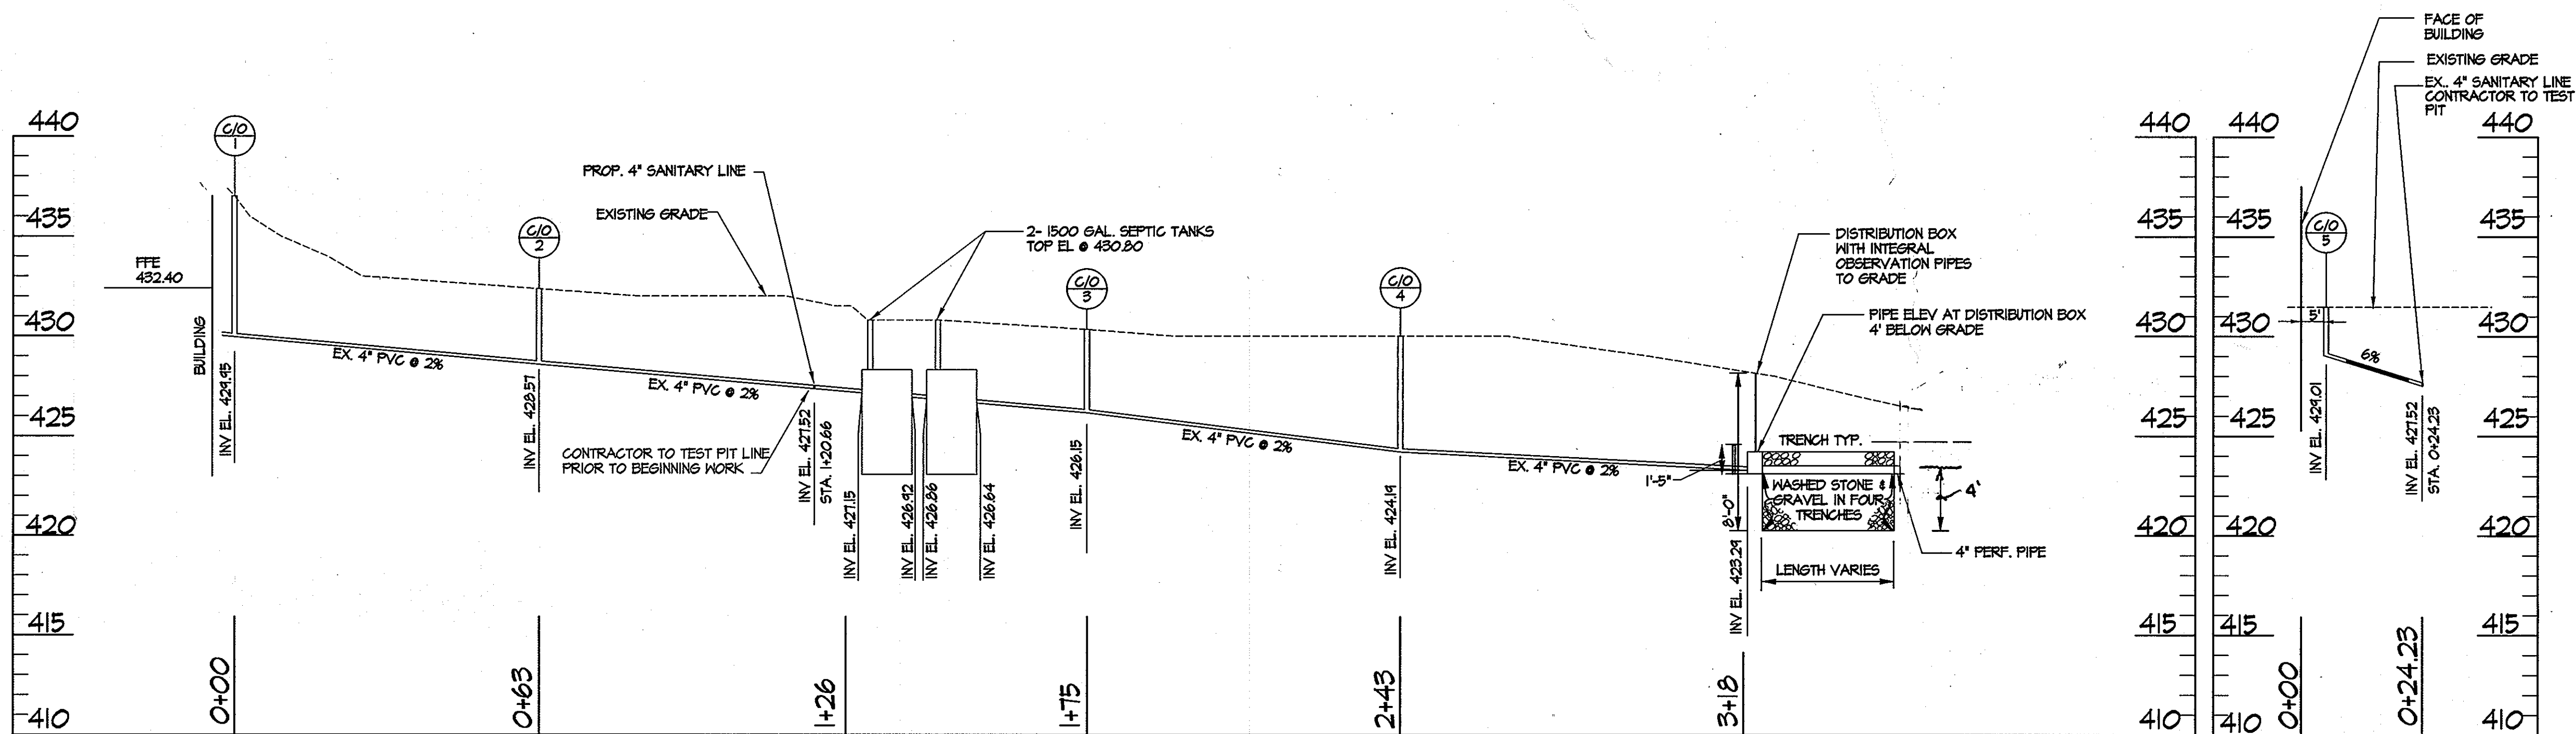 FACE OF
BUILDING
EXISTING GRADE
EX.. 4" SANITARY LINE
CONTRACTOR TO TEST
PIT
440
435
430
425
420
415
410
C/O
1
PROP. 4" SANITARY LINE
EXISTING GRADE
C/O
2
2- 1500 GAL. SEPTIC TANKS
TOP EL @ 430.80
C/O
3
C/O
4
DISTRIBUTION BOX
WITH INTEGRAL
OBSERVATION PIPES
TO GRADE
PIPE ELEV AT DISTRIBUTION BOX
4' BELOW GRADE
FFE
432.40
BUILDING
INV EL. 429.95
EX. 4" PVC @ 2%
INV EL. 428.57
EX. 4" PVC @ 2%
CONTRACTOR TO TEST PIT LINE
PRIOR TO BEGINNING WORK
INV EL. 427.52
STA. 1+20.66
INV EL. 427.15
INV EL. 426.92
INV EL. 426.86
INV EL. 426.64
INV EL. 426.15
EX. 4" PVC @ 2%
INV EL. 424.19
EX. 4" PVC @ 2%
1'-5"
8'-0"
INV EL. 423.29
TRENCH TYP.
WASHED STONE &
GRAVEL IN FOUR
TRENCHES
4'
4" PERF. PIPE
LENGTH VARIES
0+00
0+63
1+26
1+75
2+43
3+18
440
435
430
425
420
415
410
440
435
430
425
420
415
410
C/O
5
5'
6%
INV EL. 429.01
INV EL. 427.52
STA. 0+24.23
0+00
0+24.23
440
435
430
425
420
415
410